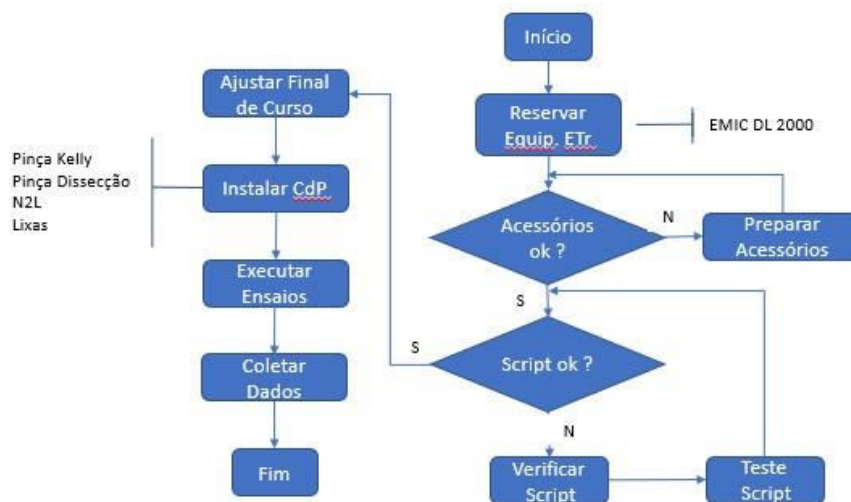 Início
Reservar
Equip. ETr
EMIC DL 2000
Acessórios
ok ?
N
Preparar
Acessórios
S
Script ok ?
N
Verificar
Script
Teste
Script
S
Ajustar Final
de Curso
Instalar CdP
Pinça Kelly
Pinça Dissecção
N2L
Lixas
Executar
Ensaios
Coletar
Dados
Fim